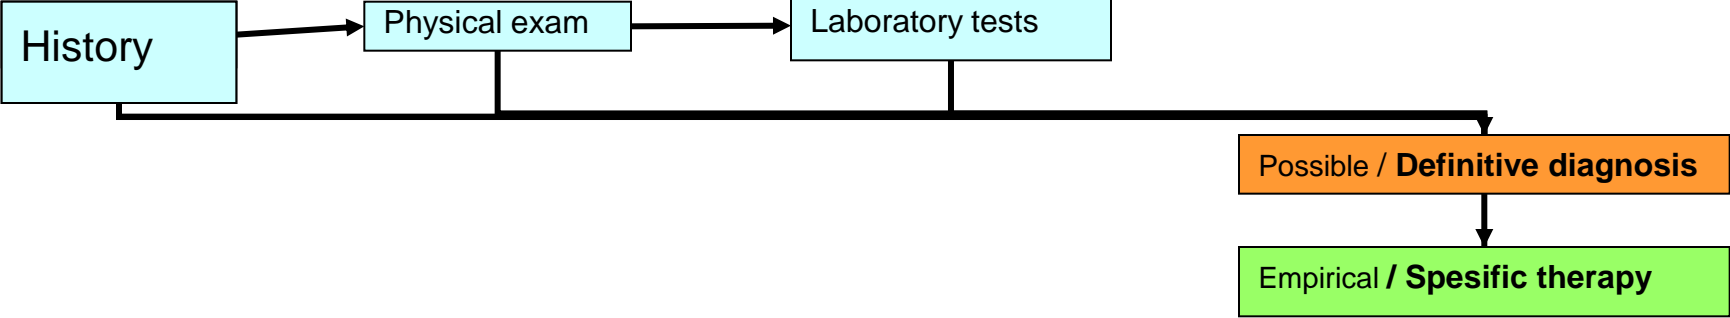 History
Physical exam
Laboratory tests
Possible / Definitive diagnosis
Empirical / Spesific therapy